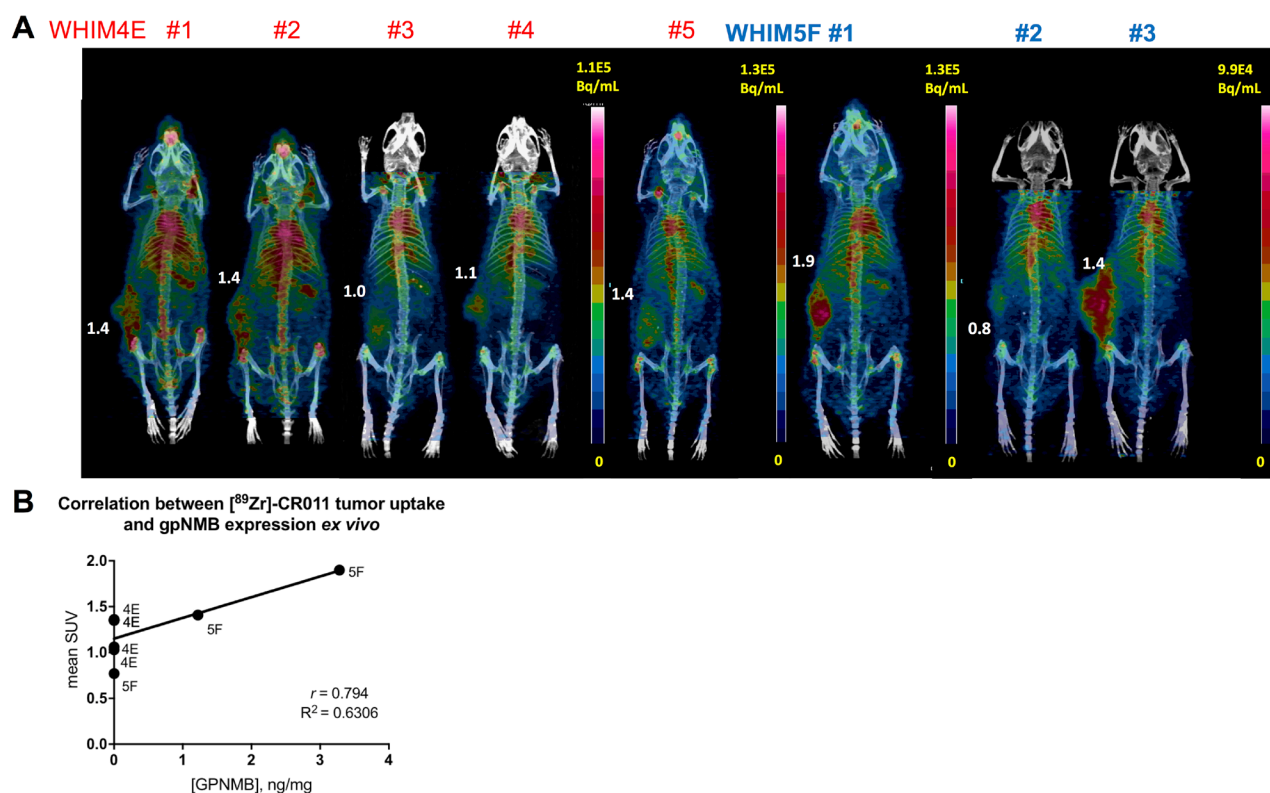 A
WHIM4E #1 #2 #3 #4 #5 WHIM5F #1 #2 #3
1.1E5
Bq/mL
1.3E5
Bq/mL
1.3E5
Bq/mL
9.9E4
Bq/mL
1.4
1.4
1.0
1.1
1.4
1.9
0.8
1.4
0
0
0
0
B
Correlation between [⁸⁹Zr]-CR011 tumor uptake
and gpNMB expression ex vivo
mean SUV
2.0
1.5
1.0
0.5
0.0
4E
4E
4E
4E
5F
5F
5F
r = 0.794
R² = 0.6306
0 1 2 3 4
[GPNMB], ng/mg